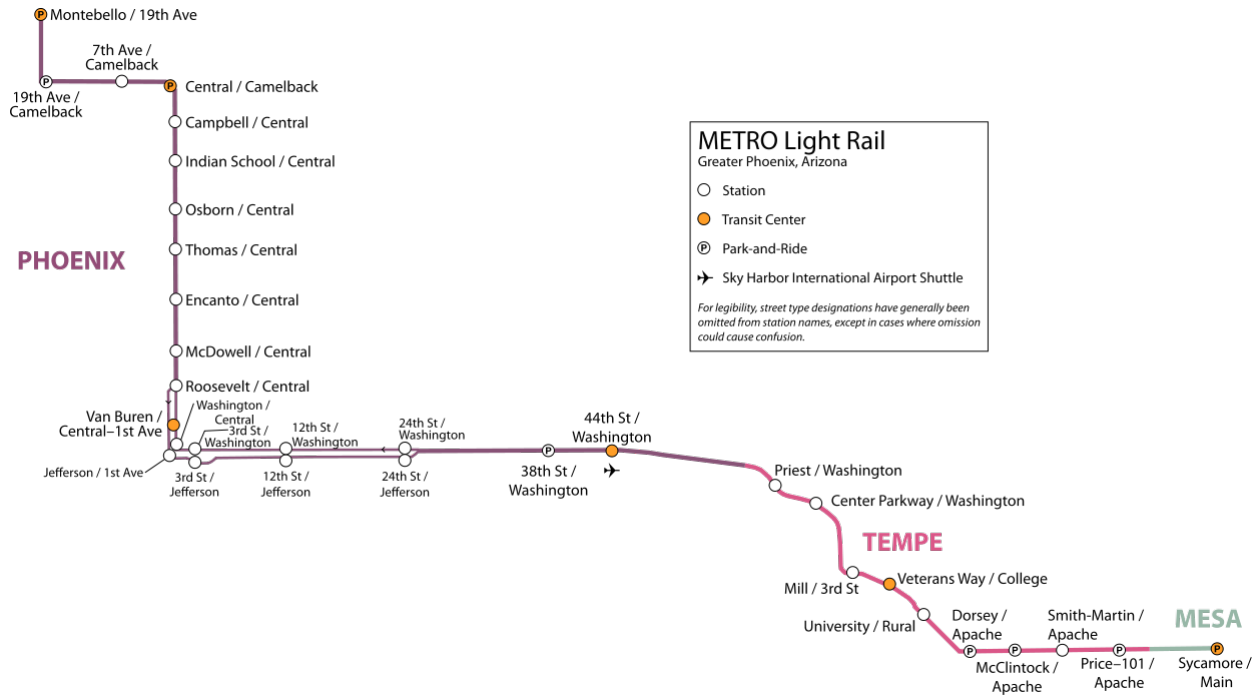 Montebello / 19th Ave
7th Ave /
Camelback
19th Ave /
Camelback
Central / Camelback
Campbell / Central
Indian School / Central
Osborn / Central
Thomas / Central
Encanto / Central
McDowell / Central
Roosevelt / Central
PHOENIX
METRO Light Rail
Greater Phoenix, Arizona
Station
Transit Center
P Park-and-Ride
Sky Harbor International Airport Shuttle
For legibility, street type designations have generally been
omitted from station names, except in cases where omission
could cause confusion.
Van Buren /
Central–1st Ave
Washington /
Central
3rd St /
Washington
12th St /
Washington
24th St /
Washington
44th St /
Washington
Jefferson / 1st Ave
3rd St /
Jefferson
12th St /
Jefferson
24th St /
Jefferson
38th St /
Washington
Priest / Washington
Center Parkway / Washington
TEMPE
Mill / 3rd St
Veterans Way / College
University / Rural
Dorsey /
Apache
McClintock /
Apache
Smith-Martin /
Apache
Price–101 /
Apache
MESA
Sycamore /
Main